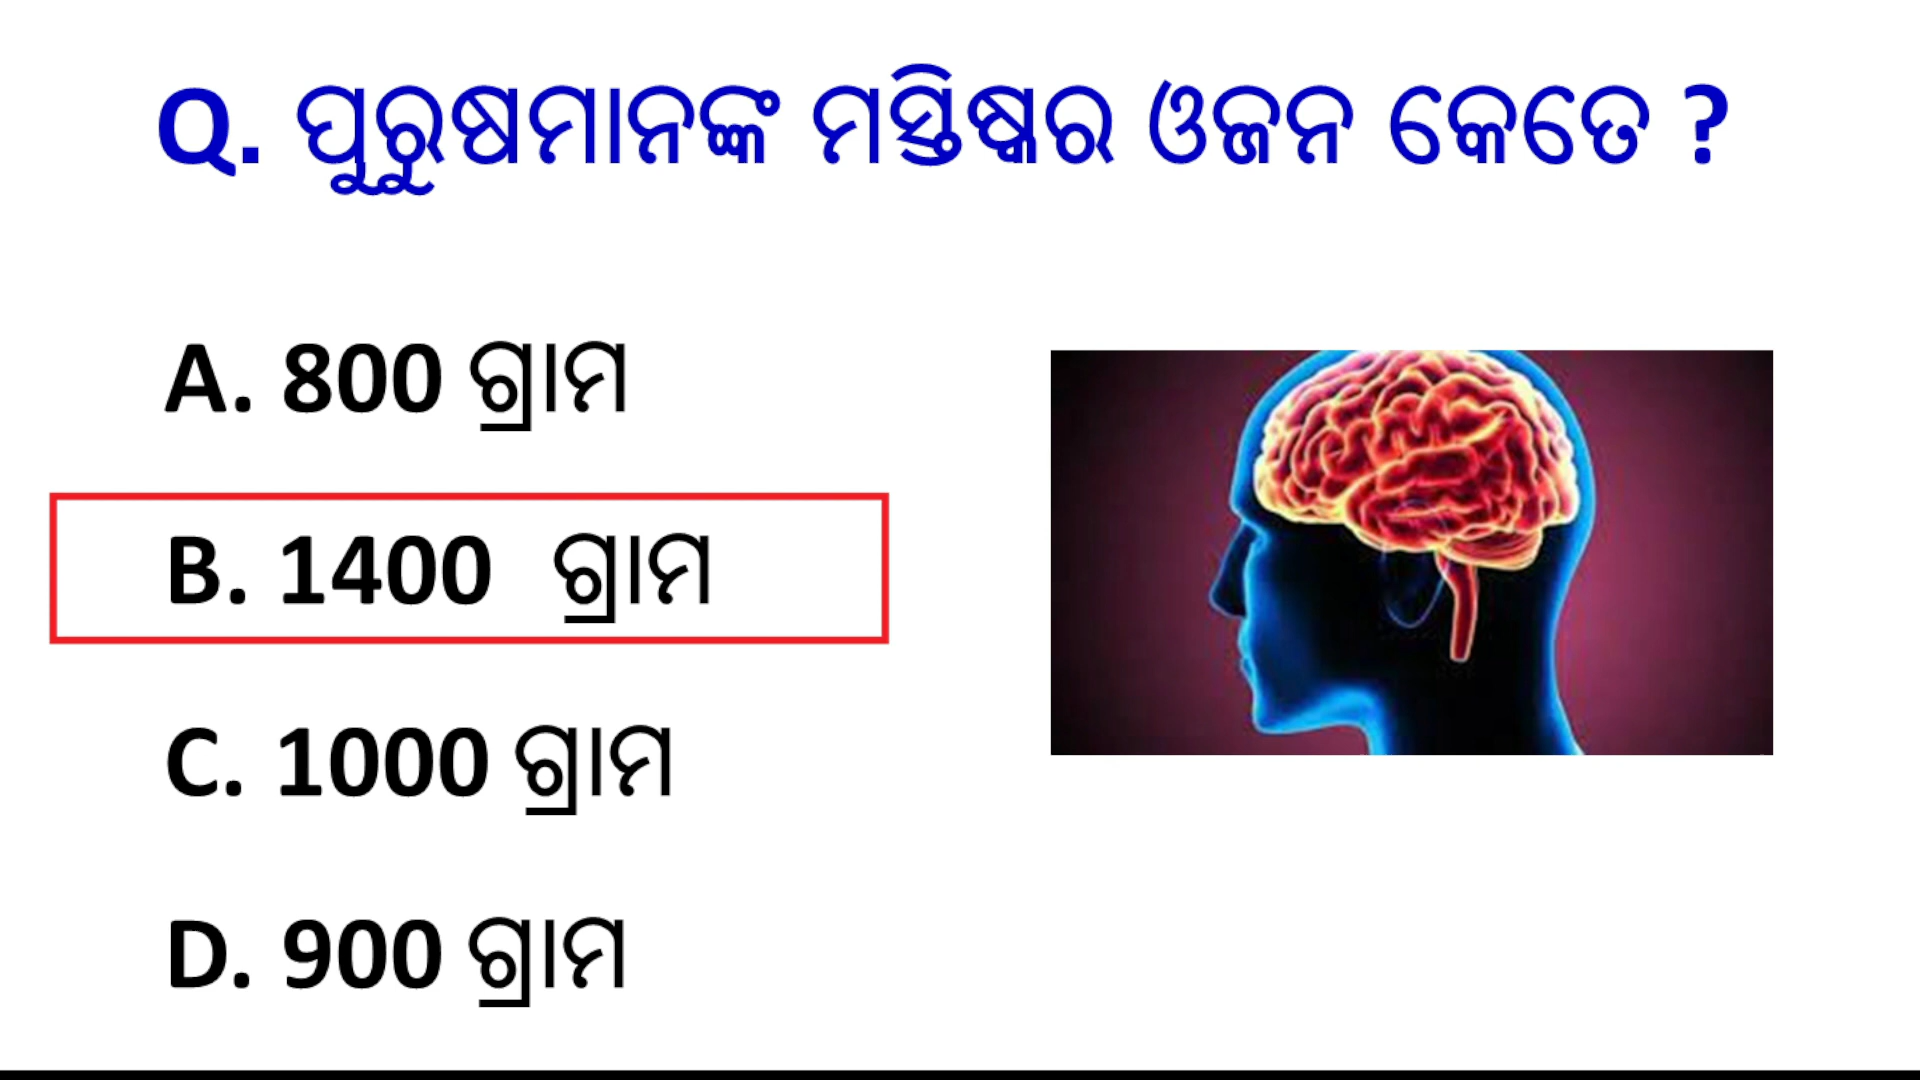 Q. ପୁରୁଷମାନଙ୍କ ମସ୍ତିଷ୍କର ଓଜନ କେତେ ?
A. 800 ଗ୍ରାମ
B. 1400 ଗ୍ରାମ
C. 1000 ଗ୍ରାମ
D. 900 ଗ୍ରାମ